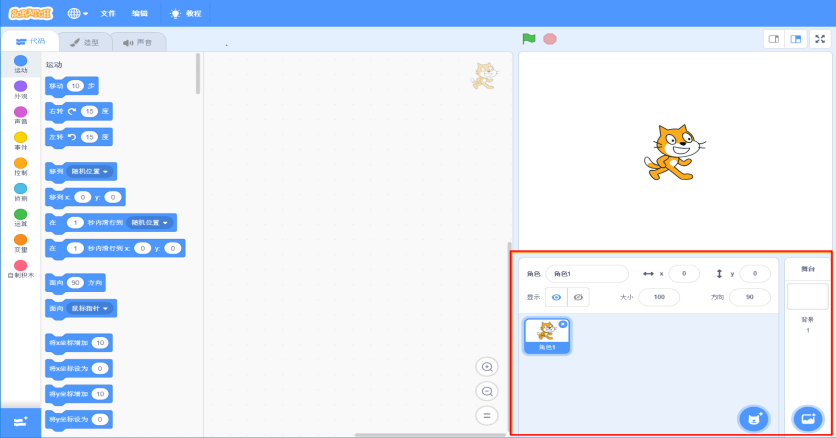 SCRATCH 文件 编辑 教程
代码 造型 声音
运动
外观
声音
事件
控制
侦测
运算
变量
自制积木
运动
移动 10 步
右转 15 度
左转 15 度
移到 随机位置
移到 x: 0 y: 0
在 1 秒内滑行到 随机位置
在 1 秒内滑行到 x: 0 y: 0
面向 90 方向
面向 鼠标指针
将x坐标增加 10
将x坐标设为 0
将y坐标增加 10
将y坐标设为 0
角色 角色1 x 0 y 0
显示 大小 100 方向 90
角色1
舞台
背景
1